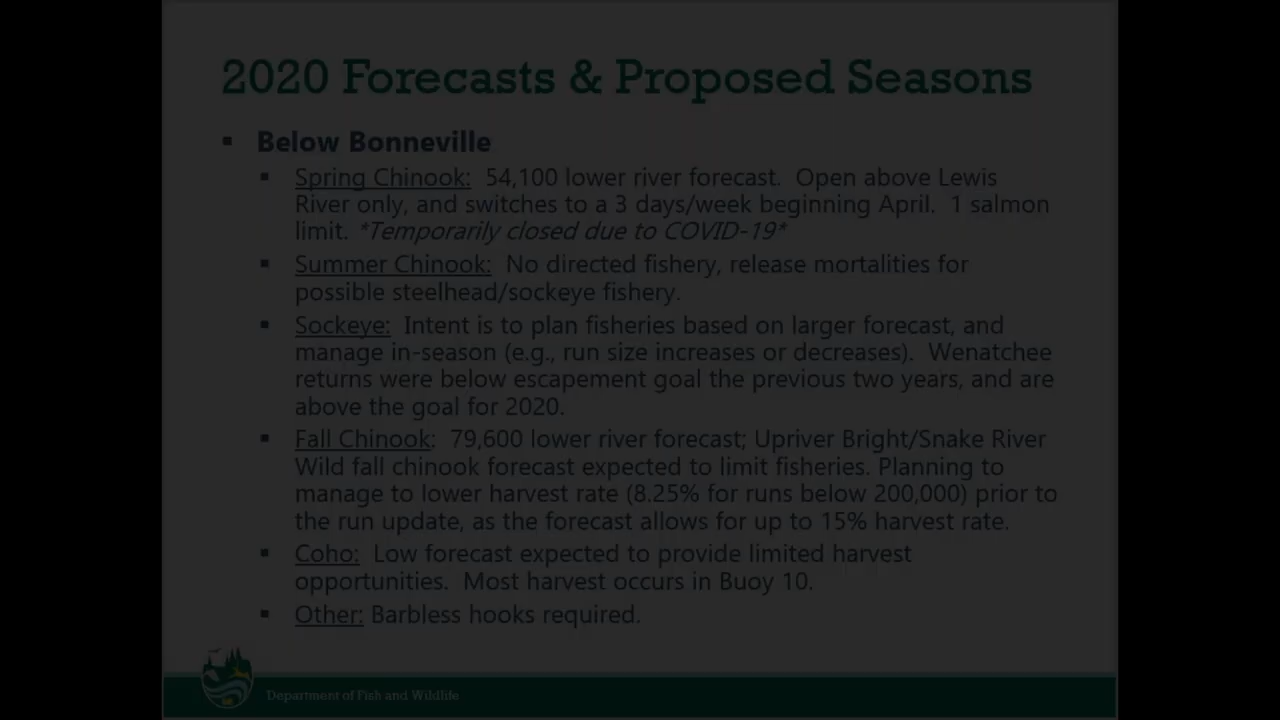 2020 Forecasts & Proposed Seasons
▪ Below Bonneville
▪ Spring Chinook: 54,100 lower river forecast. Open above Lewis
River only, and switches to a 3 days/week beginning April. 1 salmon
limit. *Temporarily closed due to COVID-19*
▪ Summer Chinook: No directed fishery, release mortalities for
possible steelhead/sockeye fishery.
▪ Sockeye: Intent is to plan fisheries based on larger forecast, and
manage in-season (e.g., run size increases or decreases). Wenatchee
returns were below escapement goal the previous two years, and are
above the goal for 2020.
▪ Fall Chinook: 79,600 lower river forecast; Upriver Bright/Snake River
Wild fall chinook forecast expected to limit fisheries. Planning to
manage to lower harvest rate (8.25% for runs below 200,000) prior to
the run update, as the forecast allows for up to 15% harvest rate.
▪ Coho: Low forecast expected to provide limited harvest
opportunities. Most harvest occurs in Buoy 10.
▪ Other: Barbless hooks required.
Department of Fish and Wildlife